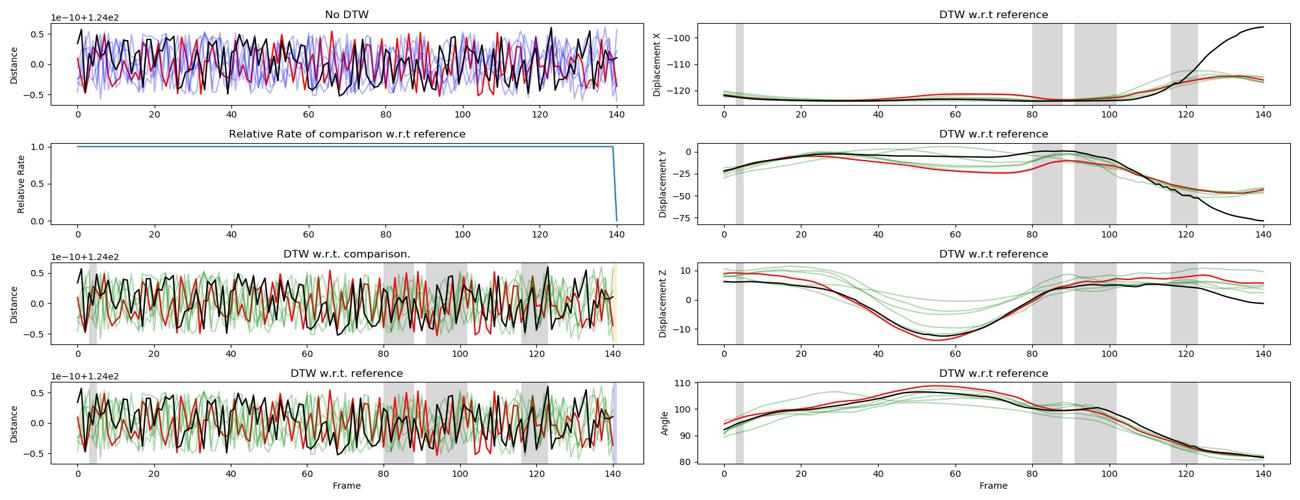 No DTW
1e−10+1.24e2
0.5
0.0
−0.5
Distance
0 20 40 60 80 100 120 140
Relative Rate of comparison w.r.t reference
1.0
0.5
0.0
Relative Rate
0 20 40 60 80 100 120 140
DTW w.r.t. comparison.
1e−10+1.24e2
0.5
0.0
−0.5
Distance
0 20 40 60 80 100 120 140
DTW w.r.t. reference
1e−10+1.24e2
0.5
0.0
−0.5
Distance
0 20 40 60 80 100 120 140
Frame
DTW w.r.t reference
−100
−110
−120
Diplacement X
0 20 40 60 80 100 120 140
DTW w.r.t reference
0
−25
−50
−75
Displacement Y
0 20 40 60 80 100 120 140
DTW w.r.t reference
10
0
−10
Displacement Z
0 20 40 60 80 100 120 140
DTW w.r.t reference
110
100
90
80
Angle
0 20 40 60 80 100 120 140
Frame